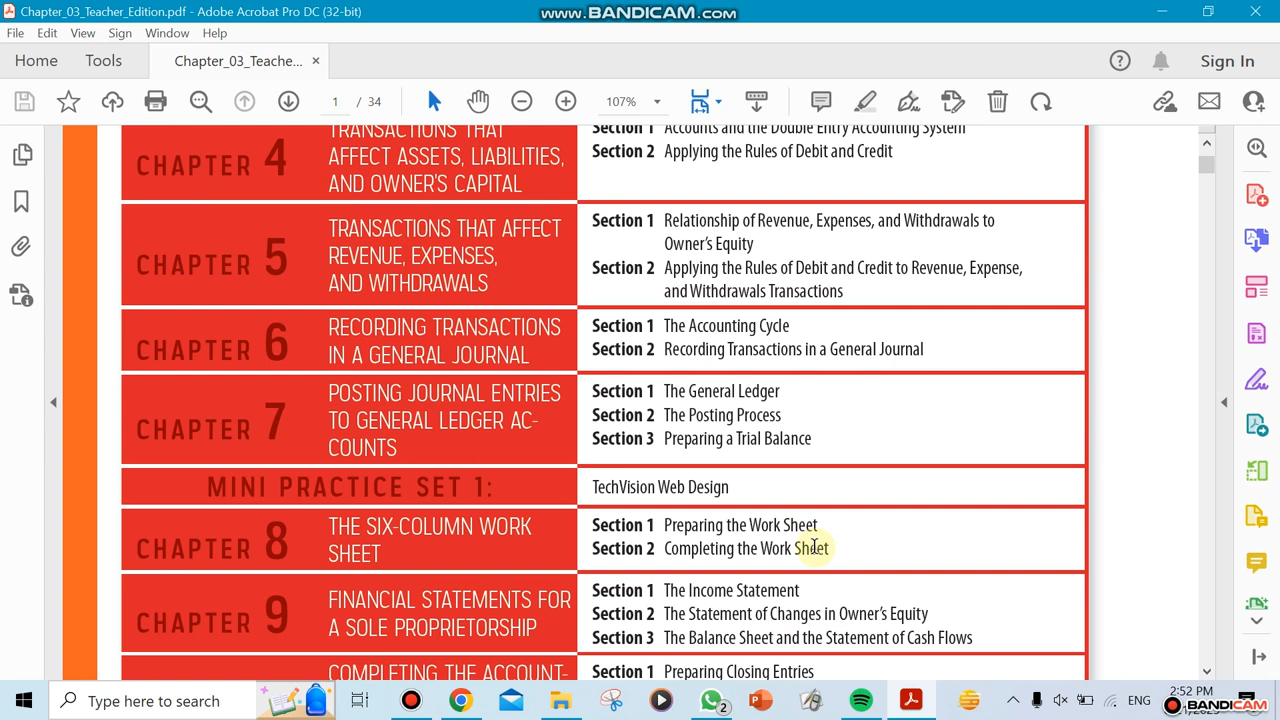 Chapter_03_Teacher_Edition.pdf - Adobe Acrobat Pro DC (32-bit)
www.BANDICAM.com
File Edit View Sign Window Help
Home Tools Chapter_03_Teache... × Sign In
1 / 34 107%
CHAPTER 4
TRANSACTIONS THAT
AFFECT ASSETS, LIABILITIES,
AND OWNER'S CAPITAL
Section 1 Accounts and the Double Entry Accounting System
Section 2 Applying the Rules of Debit and Credit
CHAPTER 5
TRANSACTIONS THAT AFFECT
REVENUE, EXPENSES,
AND WITHDRAWALS
Section 1 Relationship of Revenue, Expenses, and Withdrawals to
Owner's Equity
Section 2 Applying the Rules of Debit and Credit to Revenue, Expense,
and Withdrawals Transactions
CHAPTER 6
RECORDING TRANSACTIONS
IN A GENERAL JOURNAL
Section 1 The Accounting Cycle
Section 2 Recording Transactions in a General Journal
CHAPTER 7
POSTING JOURNAL ENTRIES
TO GENERAL LEDGER AC-
COUNTS
Section 1 The General Ledger
Section 2 The Posting Process
Section 3 Preparing a Trial Balance
MINI PRACTICE SET 1:
TechVision Web Design
CHAPTER 8
THE SIX-COLUMN WORK
SHEET
Section 1 Preparing the Work Sheet
Section 2 Completing the Work Sheet
CHAPTER 9
FINANCIAL STATEMENTS FOR
A SOLE PROPRIETORSHIP
Section 1 The Income Statement
Section 2 The Statement of Changes in Owner's Equity
Section 3 The Balance Sheet and the Statement of Cash Flows
COMPLETING THE ACCOUNT-
Section 1 Preparing Closing Entries
Type here to search
2
ENG
2:52 PM
BANDICAM